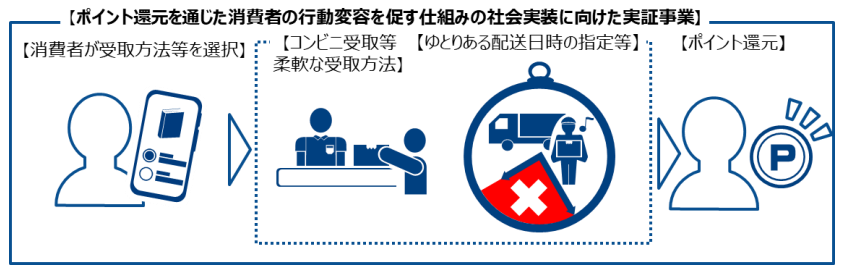 【ポイント還元を通じた消費者の行動変容を促す仕組みの社会実装に向けた実証事業】
【消費者が受取方法等を選択】
【コンビニ受取等
柔軟な受取方法】
【ゆとりある配送日時の指定等】
【ポイント還元】
P